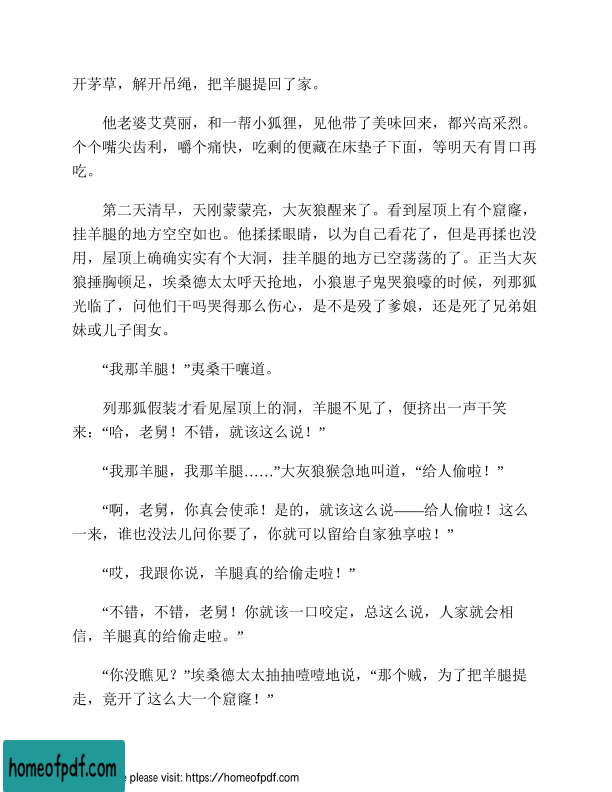 开茅草，解开吊绳，把羊腿提回了家。
他老婆艾莫丽，和一帮小狐狸，见他带了美味回来，都兴高采烈。
个个嘴尖齿利，嚼个痛快，吃剩的便藏在床垫子下面，等明天有胃口再
吃。
第二天清早，天刚蒙蒙亮，大灰狼醒来了。看到屋顶上有个窟窿，
挂羊腿的地方空空如也。他揉揉眼睛，以为自己看花了，但是再揉也没
用，屋顶上确确实实有个大洞，挂羊腿的地方已空荡荡的了。正当大灰
狼捶胸顿足，埃桑德太太呼天抢地，小狼崽子鬼哭狼嚎的时候，列那狐
光临了，问他们干吗哭得那么伤心，是不是殁了爹娘，还是死了兄弟姐
妹或儿子闺女。
“我那羊腿！”夷桑干嚷道。
列那狐假装才看见屋顶上的洞，羊腿不见了，便挤出一声干笑
来：“哈，老舅！不错，就该这么说！”
“我那羊腿，我那羊腿……”大灰狼猴急地叫道，“给人偷啦！”
“啊，老舅，你真会使乖！是的，就该这么说——给人偷啦！这么
一来，谁也没法儿问你要了，你就可以留给自家独享啦！”
“哎，我跟你说，羊腿真的给偷走啦！”
“不错，不错，老舅！你就该一口咬定，总这么说，人家就会相
信，羊腿真的给偷走啦。”
“你没瞧见？”埃桑德太太抽抽噎噎地说，“那个贼，为了把羊腿提
走，竟开了这么大一个窟窿！”
homeofpdf.com
e please visit: https://homeofpdf.com